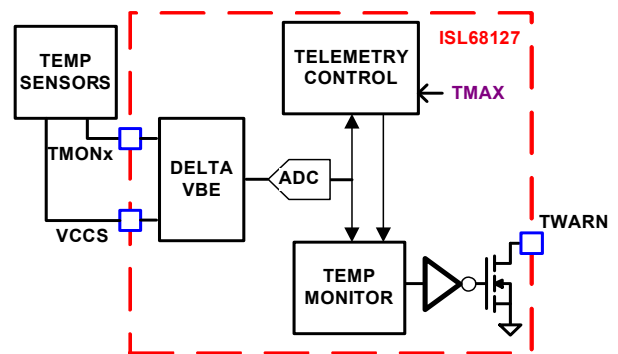 ISL68127
TEMP
SENSORS
TELEMETRY
CONTROL
TMAX
TMONx
DELTA
VBE
ADC
VCCS
TWARN
TEMP
MONITOR